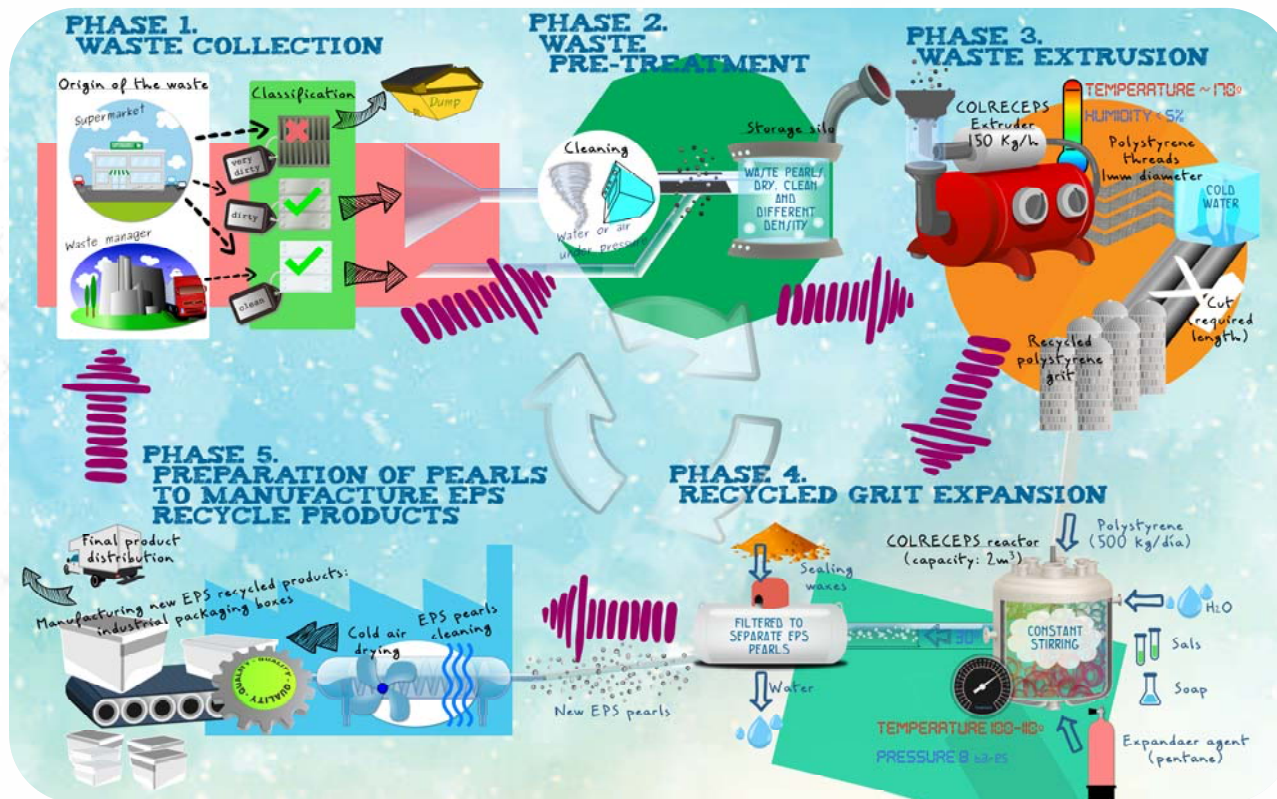 PHASE 1.
WASTE COLLECTION
Origin of the waste
Supermarket
Waste manager
Classification
very
dirty
dirty
clean
Dump
PHASE 2.
WASTE
PRE-TREATMENT
Cleaning
Water or air
under pressure
Storage silo
WASTE PEARLS
DRY, CLEAN
AND
DIFFERENT
DENSITY
PHASE 3.
WASTE EXTRUSION
COLRECEPS
Extruder
150 Kg/h
TEMPERATURE ~170º
HUMIDITY < 5%
Polystyrene
threads
1mm diameter
COLD
WATER
Cut
(required
length)
Recycled
polystyrene
grit
PHASE 4.
RECYCLED GRIT EXPANSION
COLRECEPS reactor
(capacity: 2m³)
Polystyrene
(500 Kg/día)
H2O
Sals
Soap
Expandaer agent
(pentane)
CONSTANT
STIRRING
30º
TEMPERATURE 100-110º
PRESSURE 8 bares
Sealing
waxes
FILTERED TO
SEPARATE EPS
PEARLS
Water
New EPS pearls
PHASE 5.
PREPARATION OF PEARLS
TO MANUFACTURE EPS
RECYCLE PRODUCTS
EPS pearls
cleaning
Cold air
drying
QUALITY-QUALITY-QUALITY
Manufacturing new EPS recycled products:
industrial packaging boxes
Final product
distribution